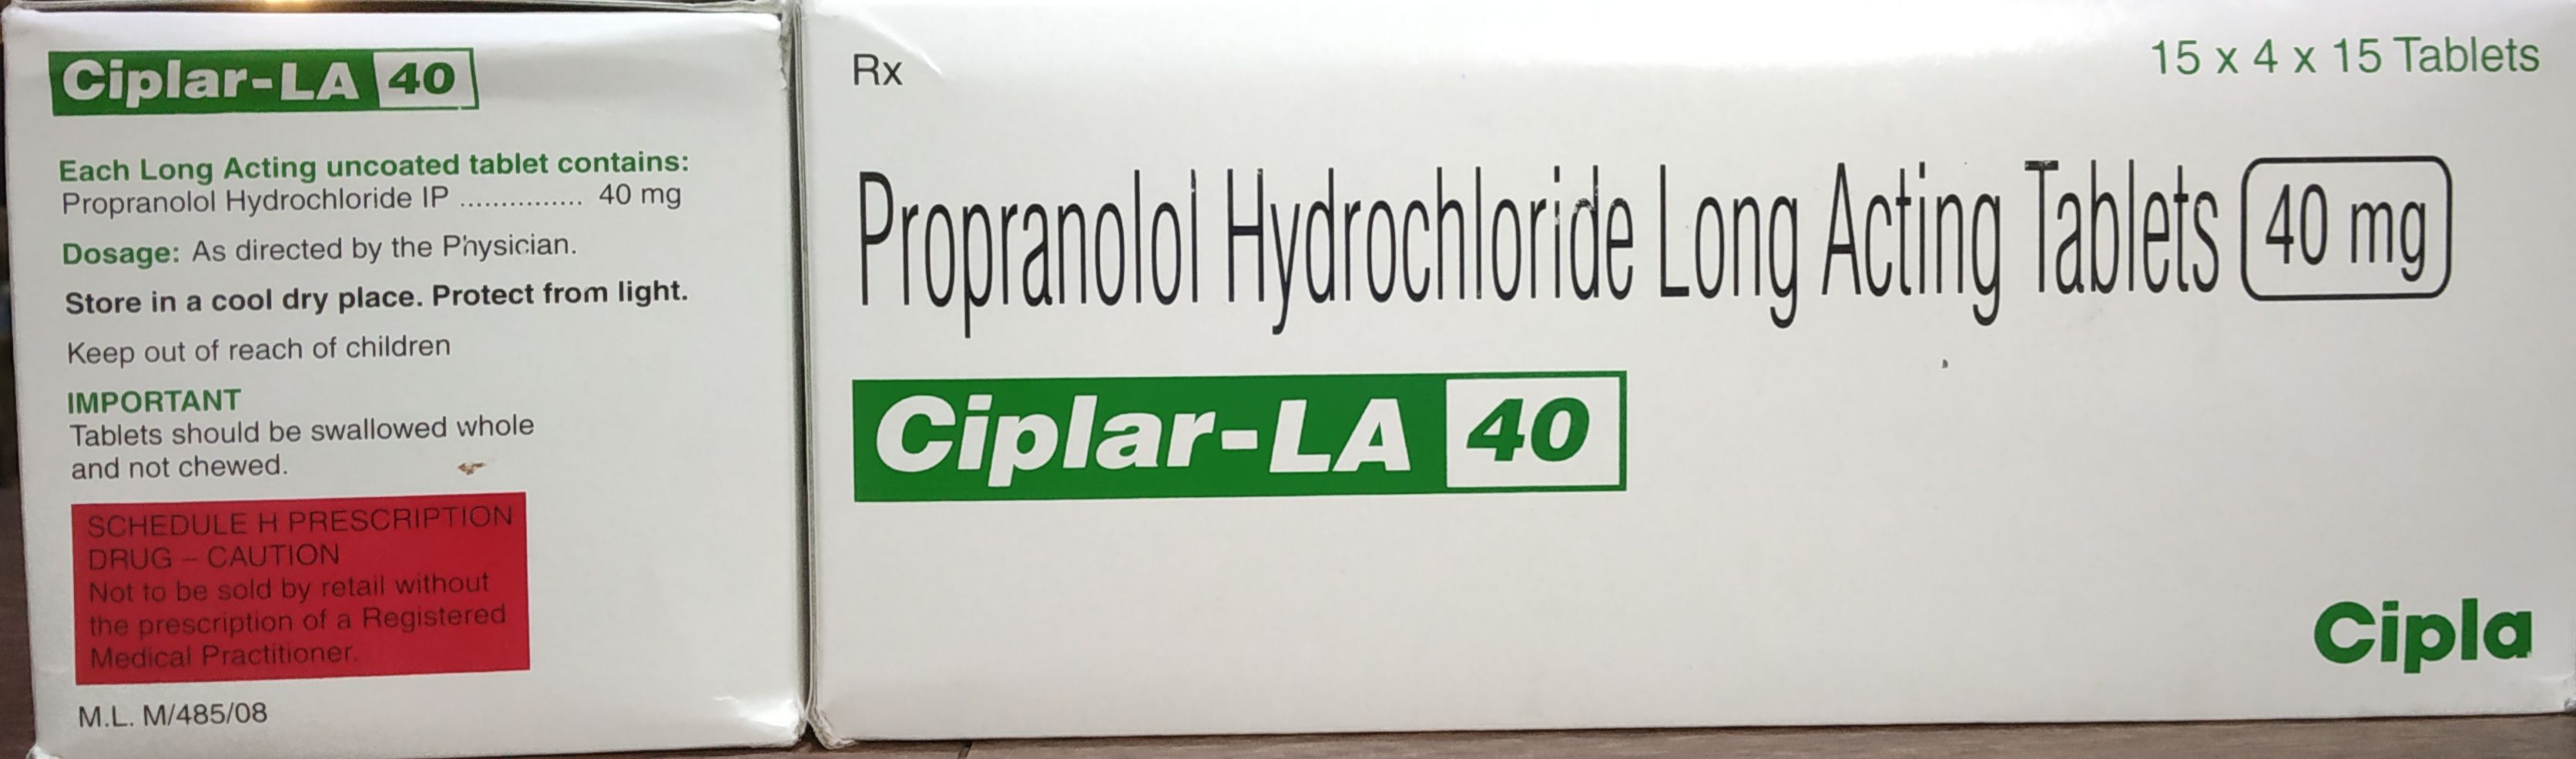 Ciplar-LA 40
Each Long Acting uncoated tablet contains:
Propranolol Hydrochloride IP ............... 40 mg
Dosage: As directed by the Physician.
Store in a cool dry place. Protect from light.
Keep out of reach of children
IMPORTANT
Tablets should be swallowed whole
and not chewed.
SCHEDULE H PRESCRIPTION
DRUG – CAUTION
Not to be sold by retail without
the prescription of a Registered
Medical Practitioner.
M.L. M/485/08
Rx
15 x 4 x 15 Tablets
Propranolol Hydrochloride Long Acting Tablets 40 mg
Ciplar-LA 40
Cipla